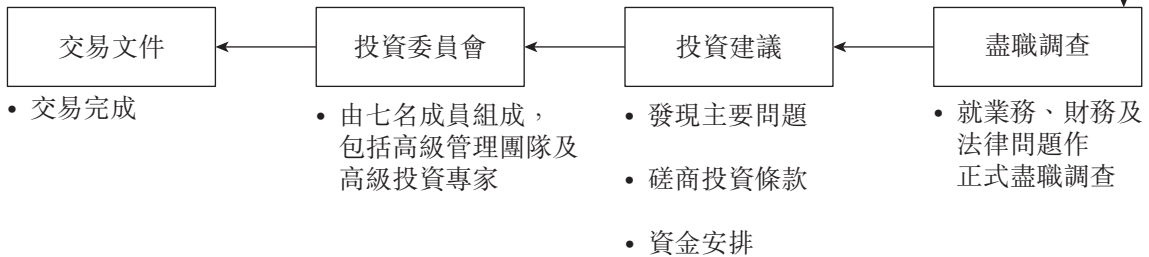 交易文件
投資委員會
投資建議
盡職調查
• 交易完成
• 由七名成員組成，
包括高級管理團隊及
高級投資專家
• 發現主要問題
• 磋商投資條款
• 資金安排
• 就業務、財務及
法律問題作
正式盡職調查